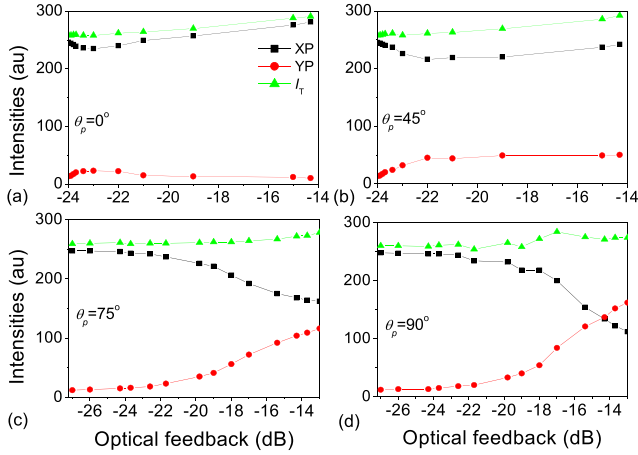 300
200
100
0
Intensities (au)
XP
YP
I_T
θ_p=0°
-24 -22 -20 -18 -16 -14
(a)
300
200
100
0
θ_p=45°
-24 -22 -20 -18 -16 -14
(b)
300
200
100
0
Intensities (au)
θ_p=75°
-26 -24 -22 -20 -18 -16 -14
(c)
Optical feedback (dB)
300
200
100
0
θ_p=90°
-26 -24 -22 -20 -18 -16 -14
(d)
Optical feedback (dB)